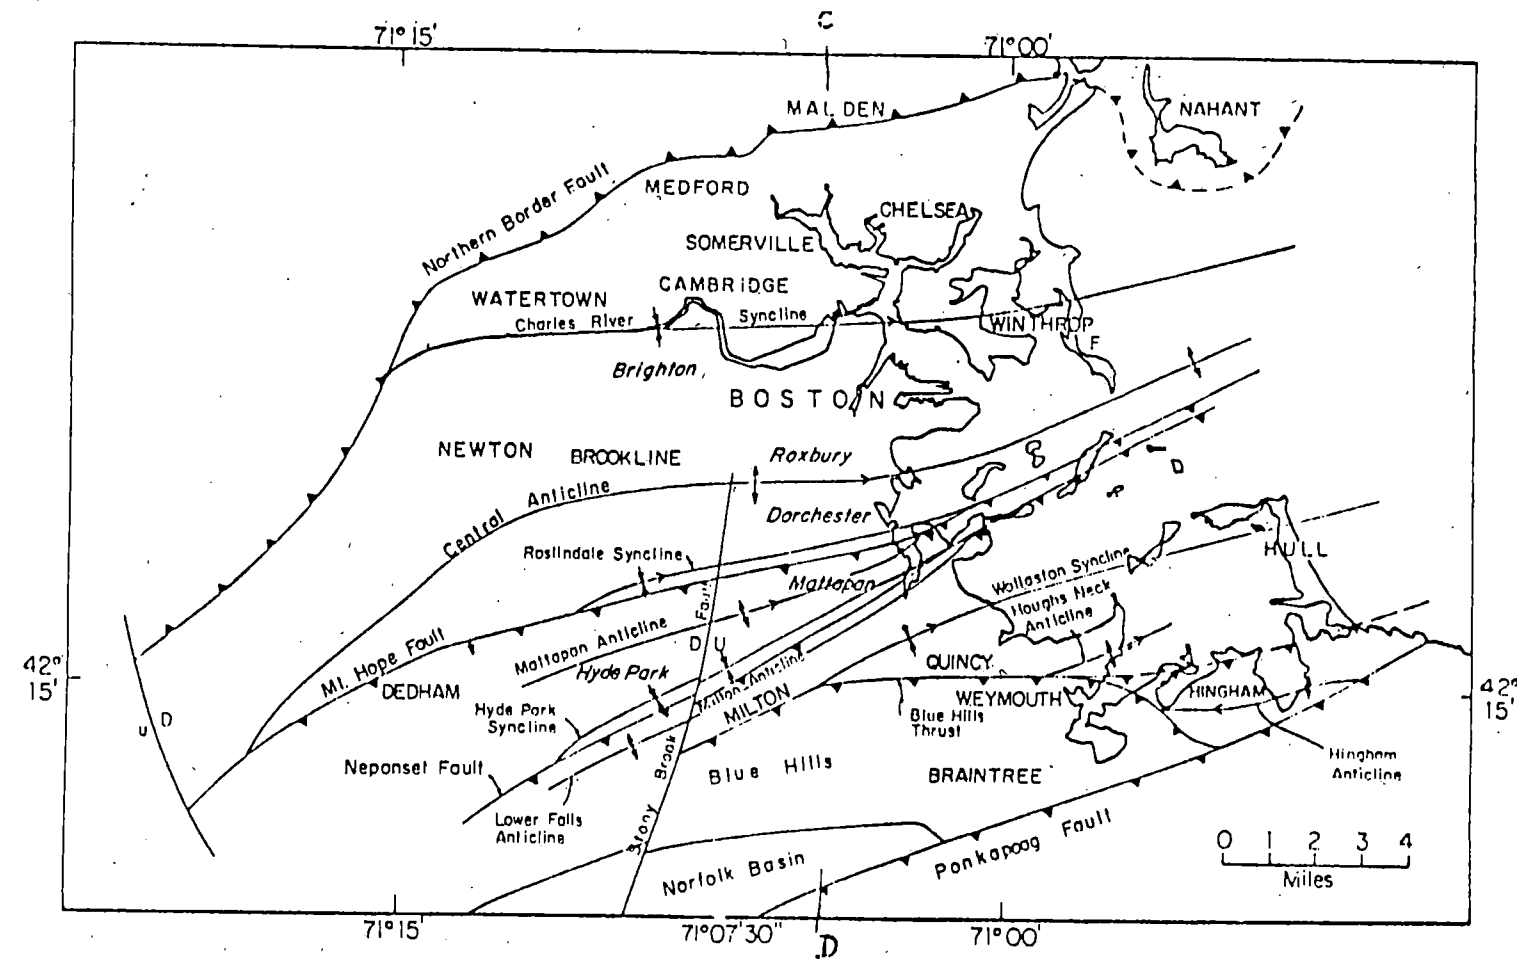 C
71°15'
71°00'
MALDEN
NAHANT
Northern Border Fault
MEDFORD
CHELSEA
SOMERVILLE
CAMBRIDGE
WATERTOWN
Charles River
Syncline
WINTHROP
F
Brighton
BOSTON
NEWTON
BROOKLINE
Roxbury
Central Anticline
D
P
Dorchester
Roslindale Syncline
HULL
Mattapan
Wollaston Syncline
Houghs Neck
Anticline
Mt. Hope Fault
Mattapan Anticline
D U
42°
15'
Hyde Park
QUINCY
DEDHAM
Milton Anticline
MILTON
WEYMOUTH
HINGHAM
42°
15'
U D
Hyde Park
Syncline
Blue Hills
Thrust
Neponset Fault
Blue Hills
BRAINTREE
Hingham
Anticline
Lower Falls
Anticline
Stony Brook Fault
Norfolk Basin
Ponkapoag Fault
0 1 2 3 4
Miles
71°15'
71°07'30"
D
71°00'